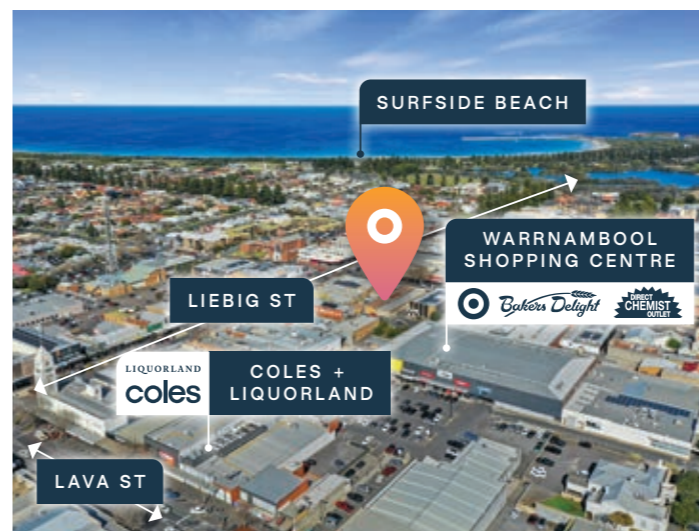 SURFSIDE BEACH
WARRNAMBOOL
SHOPPING CENTRE
Bakers Delight
DIRECT
CHEMIST
OUTLET
LIEBIG ST
LIQUORLAND
coles
COLES +
LIQUORLAND
LAVA ST